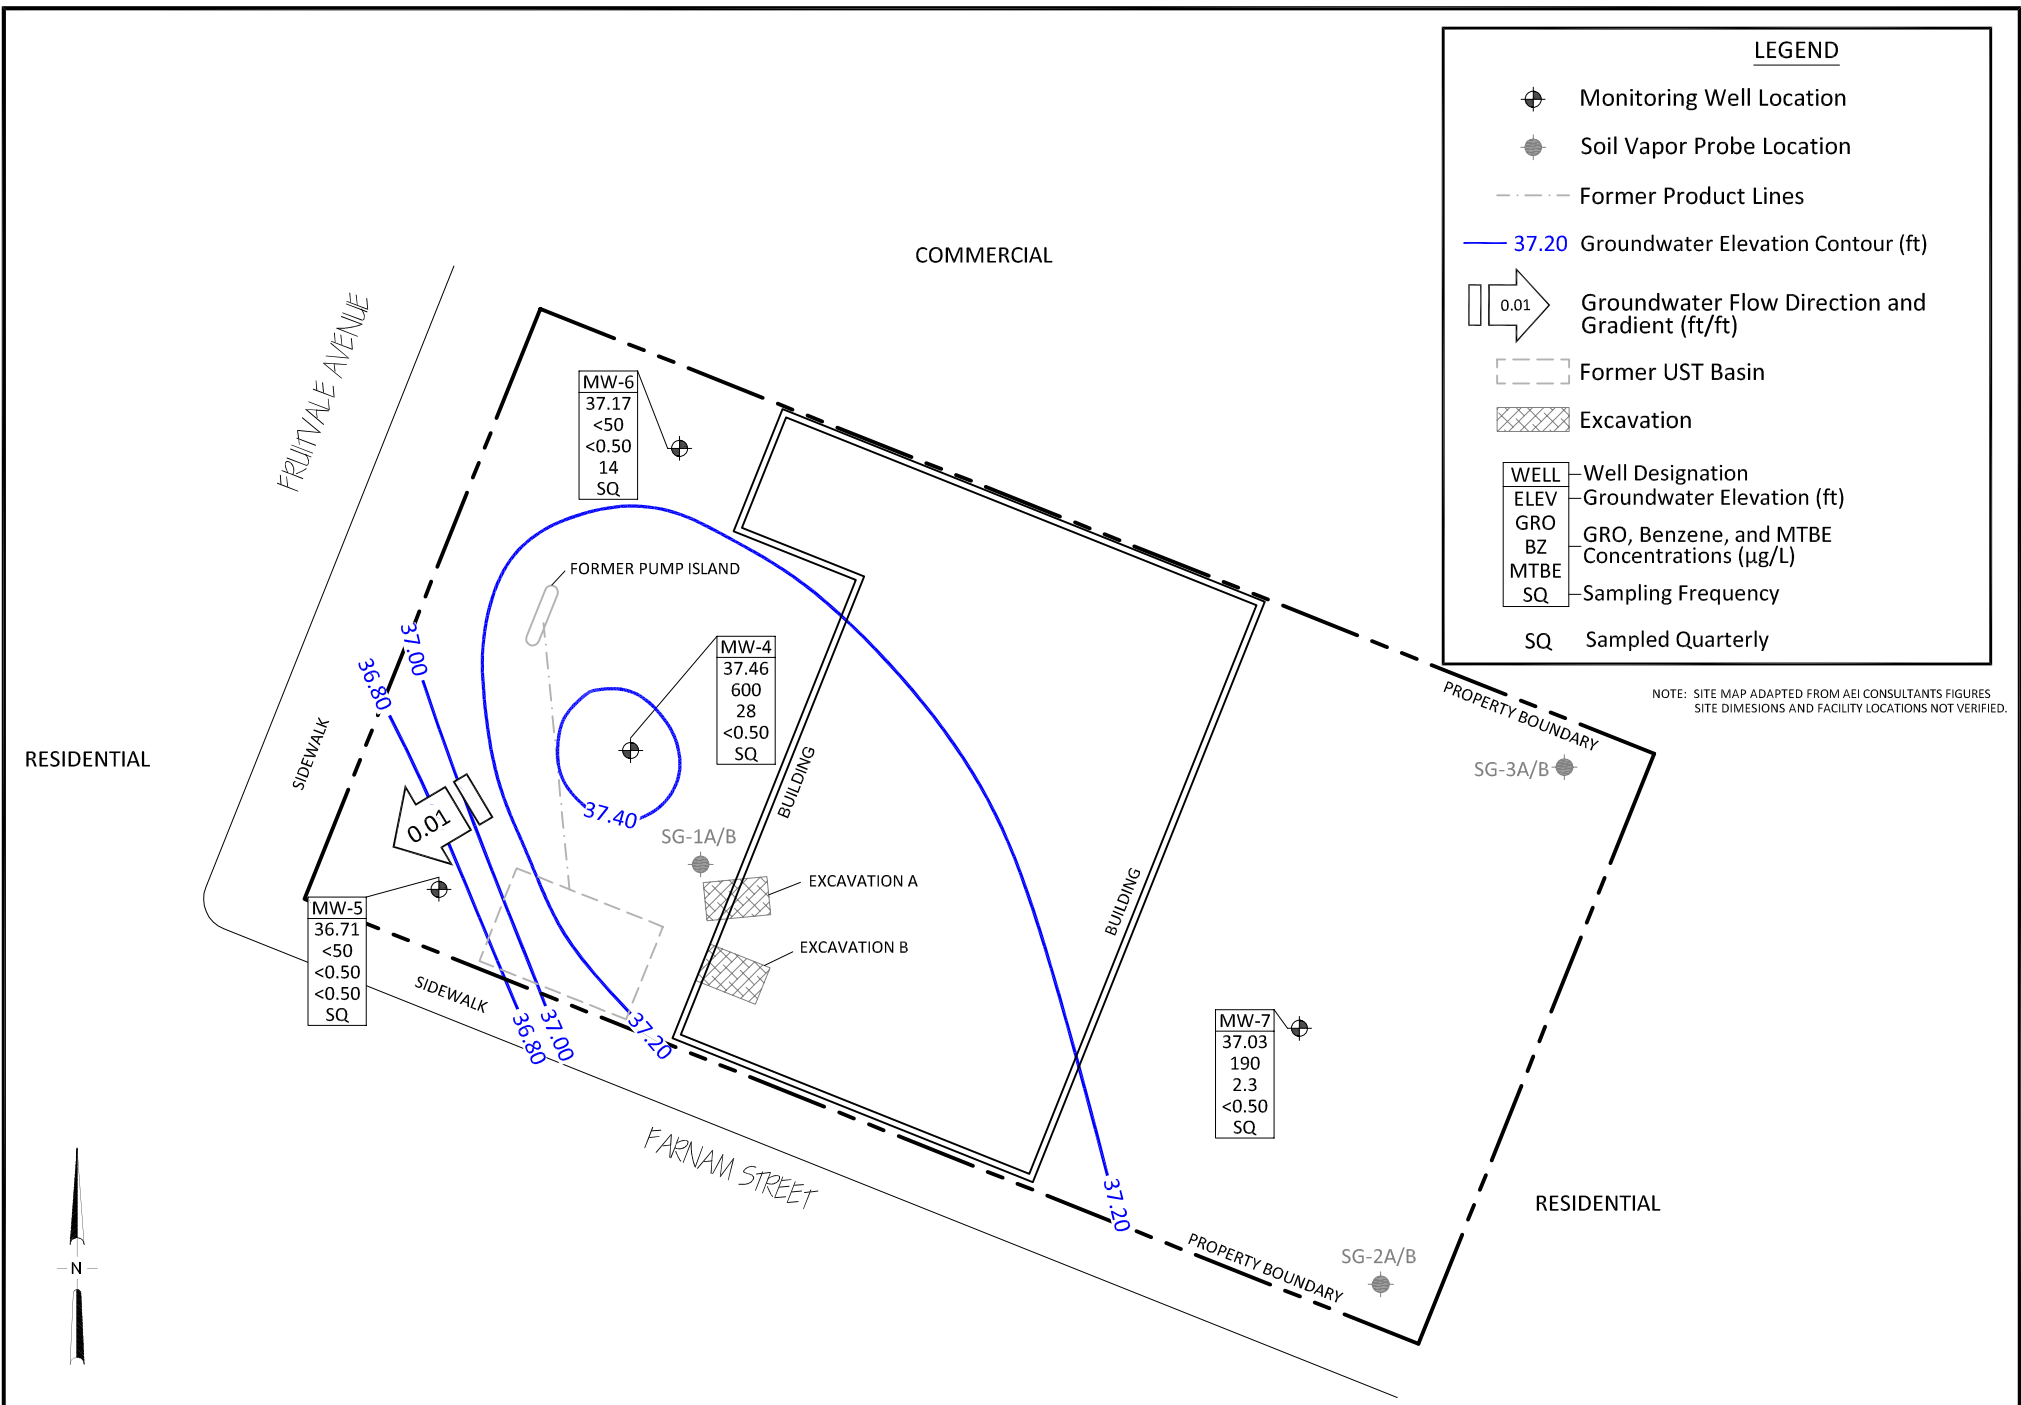 LEGEND
Monitoring Well Location
Soil Vapor Probe Location
Former Product Lines
37.20 Groundwater Elevation Contour (ft)
0.01
Groundwater Flow Direction and
Gradient (ft/ft)
Former UST Basin
Excavation
WELL Well Designation
ELEV Groundwater Elevation (ft)
GRO
BZ
MTBE
GRO, Benzene, and MTBE
Concentrations (µg/L)
SQ Sampling Frequency
SQ Sampled Quarterly
NOTE: SITE MAP ADAPTED FROM AEI CONSULTANTS FIGURES
SITE DIMESIONS AND FACILITY LOCATIONS NOT VERIFIED.
COMMERCIAL
FRUITVALE AVENUE
MW-6
37.17
<50
<0.50
14
SQ
FORMER PUMP ISLAND
37.00
36.80
MW-4
37.46
600
28
<0.50
SQ
PROPERTY BOUNDARY
SG-3A/B
RESIDENTIAL
SIDEWALK
BUILDING
37.40
0.01
SG-1A/B
EXCAVATION A
BUILDING
EXCAVATION B
MW-5
36.71
<50
<0.50
<0.50
SQ
SIDEWALK
36.80
37.00
37.20
MW-7
37.03
190
2.3
<0.50
SQ
FARNAM STREET
37.20
RESIDENTIAL
PROPERTY BOUNDARY
SG-2A/B
N